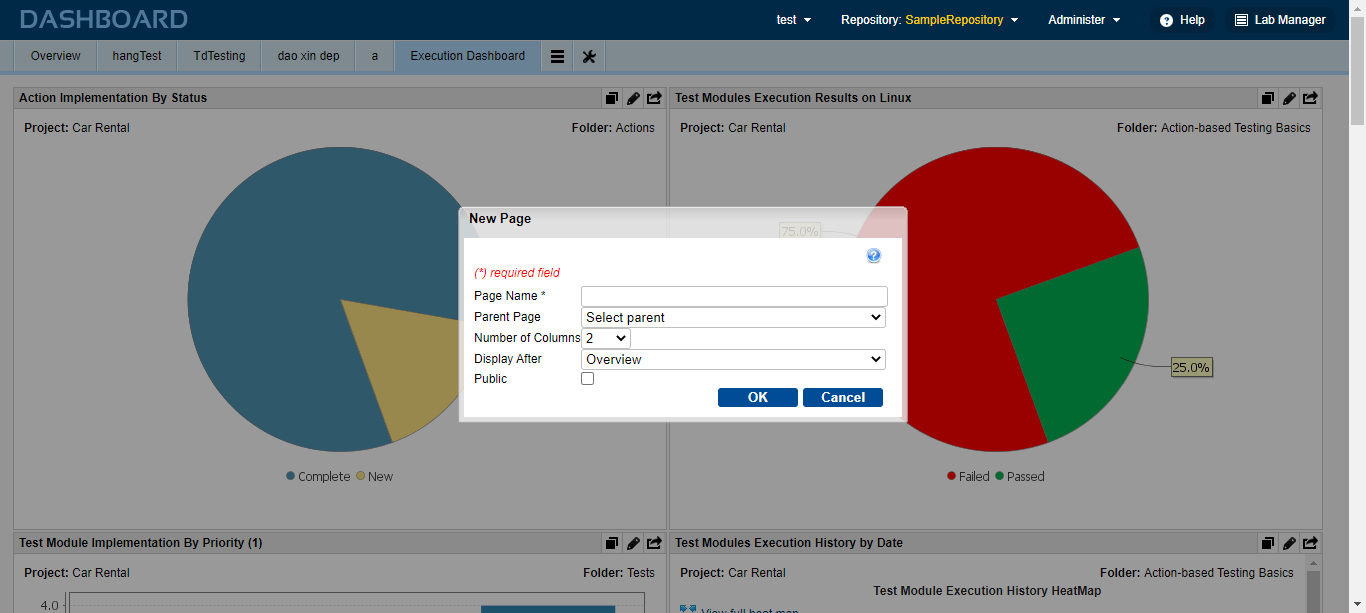 DASHBOARD
test Repository: SampleRepository Administer Help Lab Manager
Overview hangTest TdTesting dao xin dep a Execution Dashboard
Action Implementation By Status
Project: Car Rental Folder: Actions
Complete New
Test Modules Execution Results on Linux
Project: Car Rental Folder: Action-based Testing Basics
75.0%
25.0%
Failed Passed
New Page
(*) required field
Page Name *
Parent Page Select parent
Number of Columns 2
Display After Overview
Public
OK Cancel
Test Module Implementation By Priority (1)
Project: Car Rental Folder: Tests
4.0
Test Modules Execution History by Date
Project: Car Rental Folder: Action-based Testing Basics
Test Module Execution History HeatMap
View full heat map